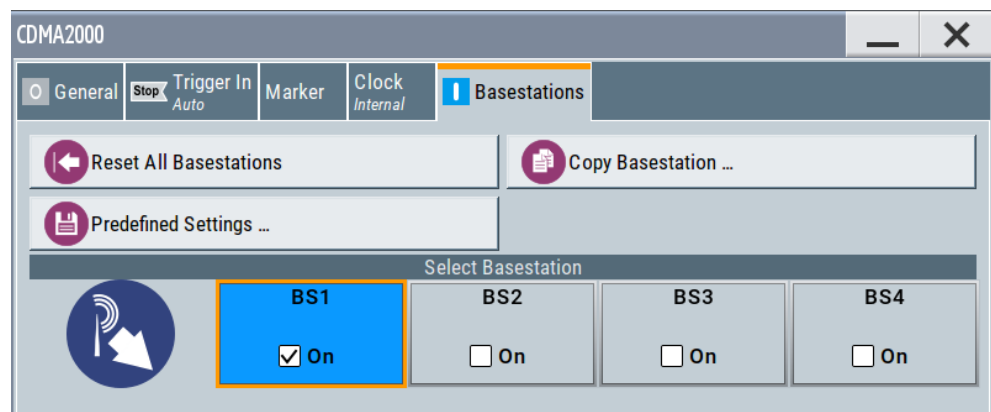 CDMA2000
O General Stop Trigger In Marker Clock I Basestations
Auto Internal
Reset All Basestations Copy Basestation ...
Predefined Settings ...
Select Basestation
BS1 BS2 BS3 BS4
On On On On